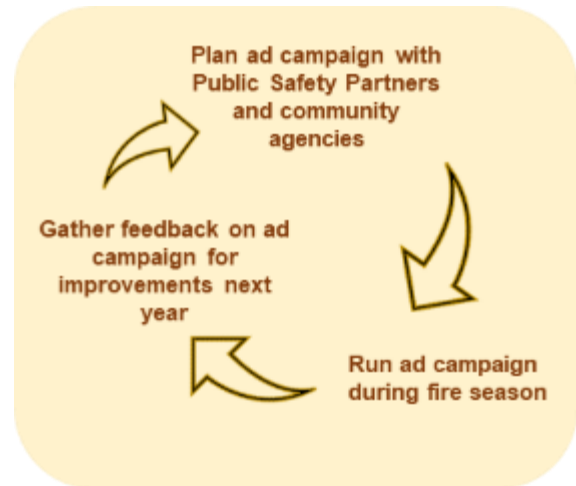 Plan ad campaign with
Public Safety Partners
and community
agencies
Gather feedback on ad
campaign for
improvements next
year
Run ad campaign
during fire season